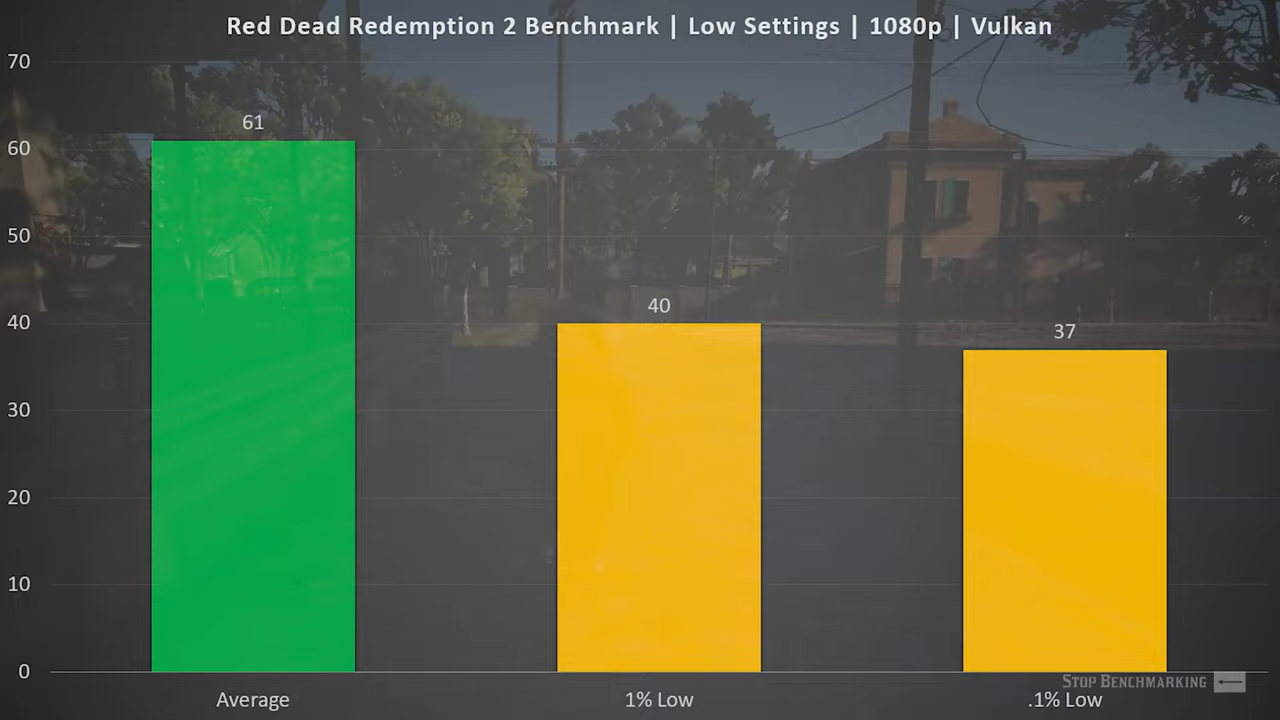 Red Dead Redemption 2 Benchmark | Low Settings | 1080p | Vulkan
70
60
50
40
30
20
10
0
61
40
37
Average
1% Low
.1% Low
Stop Benchmarking